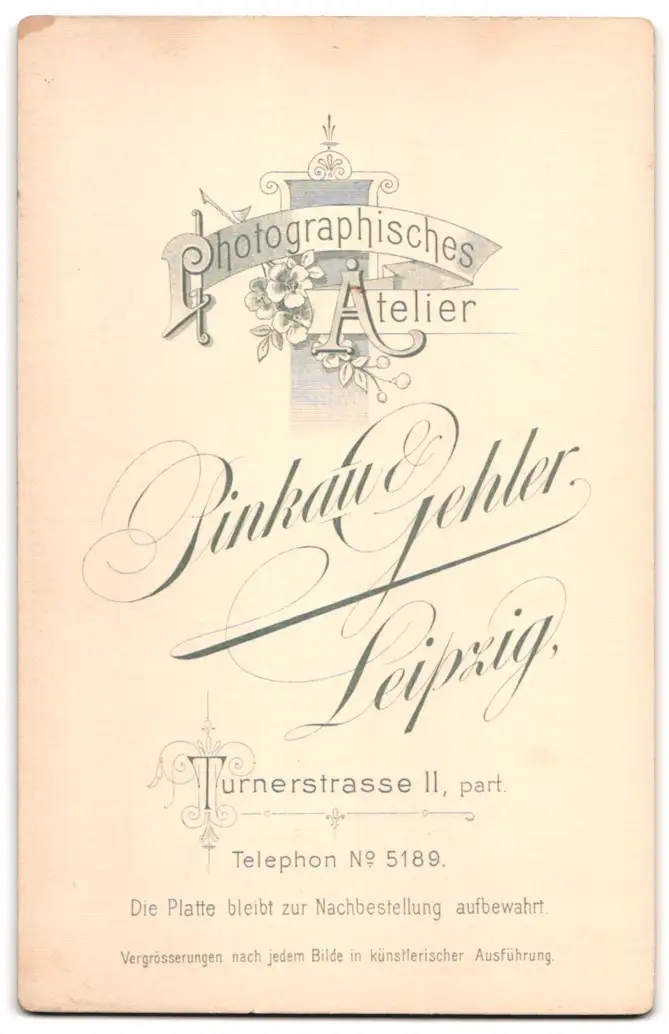 Photographisches
Atelier
Pinkau & Gehler.
Leipzig,
Turnerstrasse 11, part.
Telephon No 5189.
Die Platte bleibt zur Nachbestellung aufbewahrt.
Vergrösserungen nach jedem Bilde in künstlerischer Ausführung.